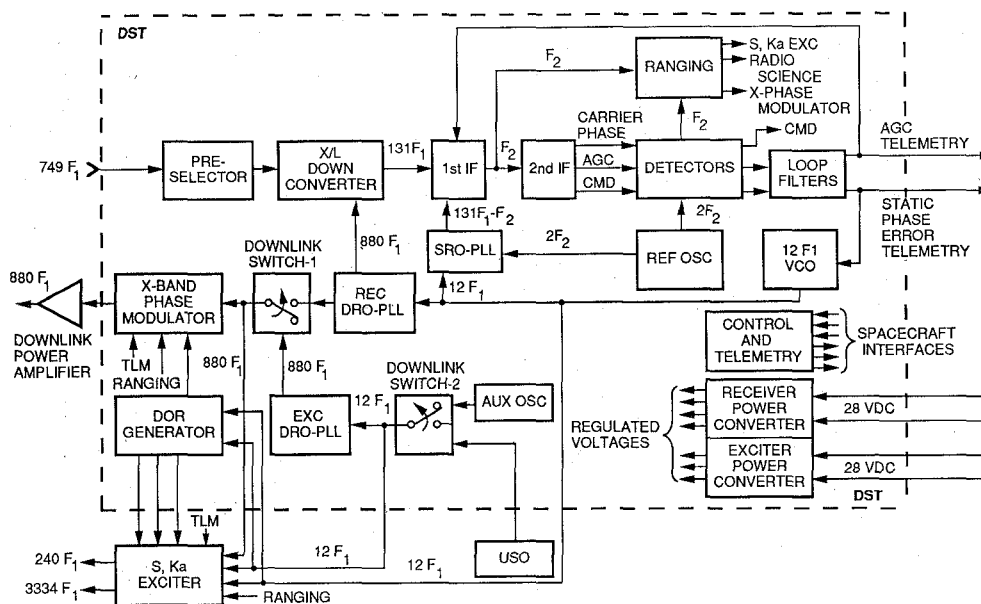 DST
F₂
RANGING
S, Ka EXC
RADIO
SCIENCE
X-PHASE
MODULATOR
F₂
CARRIER
PHASE
CMD
AGC
TELEMETRY
749 F₁
PRE-
SELECTOR
X/L
DOWN
CONVERTER
131F₁
1st IF
F₂
2nd IF
AGC
CMD
DETECTORS
LOOP
FILTERS
STATIC
PHASE
ERROR
TELEMETRY
131F₁-F₂
880 F₁
2F₂
SRO-PLL
2F₂
REF OSC
12 F1
VCO
DOWNLINK
SWITCH-1
880 F₁
X-BAND
PHASE
MODULATOR
REC
DRO-PLL
12 F₁
DOWNLINK
POWER
AMPLIFIER
TLM
RANGING
880 F₁
880 F₁
DOWNLINK
SWITCH-2
CONTROL
AND
TELEMETRY
SPACECRAFT
INTERFACES
DOR
GENERATOR
EXC
DRO-PLL
12 F₁
AUX OSC
REGULATED
VOLTAGES
RECEIVER
POWER
CONVERTER
28 VDC
EXCITER
POWER
CONVERTER
28 VDC
DST
TLM
240 F₁
3334 F₁
S, Ka
EXCITER
12 F₁
12 F₁
USO
RANGING